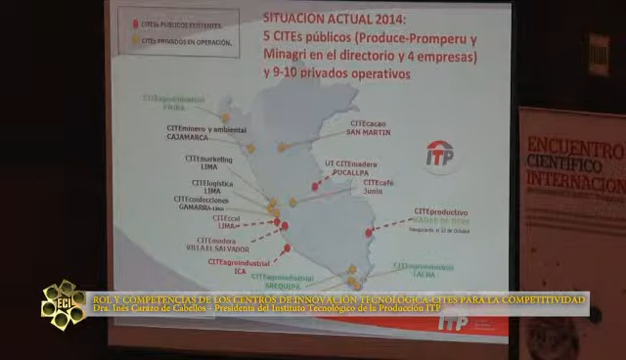 CITEs PÚBLICOS EXISTENTES.
CITEs PRIVADOS EN OPERACIÓN.
SITUACION ACTUAL 2014:
5 CITEs públicos (Produce-Promperu y
Minagri en el directorio y 4 empresas)
y 9-10 privados operativos
CITEagroindustrial
PIURA
CITEminero y ambiental
CAJAMARCA
CITEmarketing
LIMA
CITElogística
LIMA
CITEconfecciones
GAMARRA-LIMA
CITEccal
LIMA
CITEmadera
VILLA EL SALVADOR
CITEagroindustrial
ICA
CITEagroindustrial
AREQUIPA
CITEcacao
SAN MARTIN
UT CITEmadera
PUCALLPA
CITEcafé
Junín
CITEproductivo
MADRE DE DIOS
CITEagroindustrial
TACNA
ITP
ENCUENTRO
CIENTÍFICO
INTERNACION
ECI
ROL Y COMPETENCIAS DE LOS CENTROS DE INNOVACIÓN TECNOLÓGICA-CITES PARA LA COMPETITIVIDAD
Dra. Inés Carazo de Cabellos - Presidenta del Instituto Tecnológico de la Producción ITP
ITP